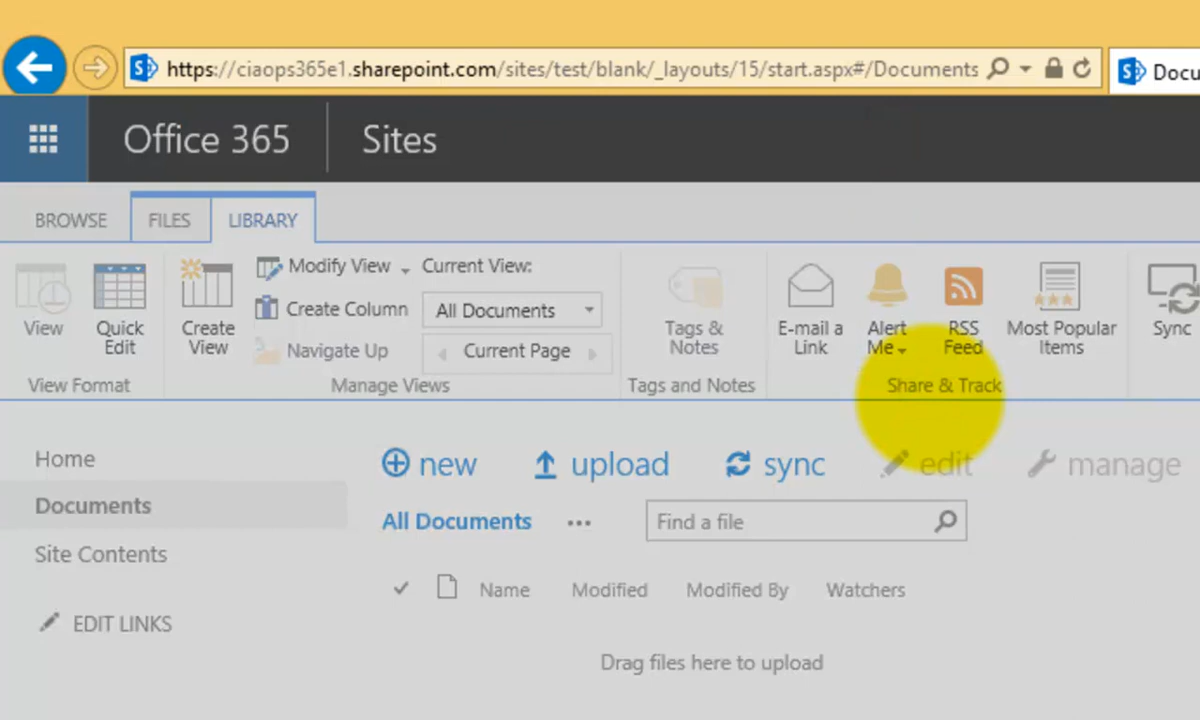 https://ciaops365e1.sharepoint.com/sites/test/blank/_layouts/15/start.aspx#/Documents
Office 365
Sites
BROWSE
FILES
LIBRARY
View
Quick
Edit
View Format
Create
View
Modify View
Create Column
Navigate Up
Current View:
All Documents
Current Page
Manage Views
Tags &
Notes
Tags and Notes
E-mail a
Link
Alert
Me
RSS
Feed
Most Popular
Items
Share & Track
Sync
Home
Documents
Site Contents
EDIT LINKS
new
upload
sync
edit
manage
All Documents
...
Find a file
Name
Modified
Modified By
Watchers
Drag files here to upload